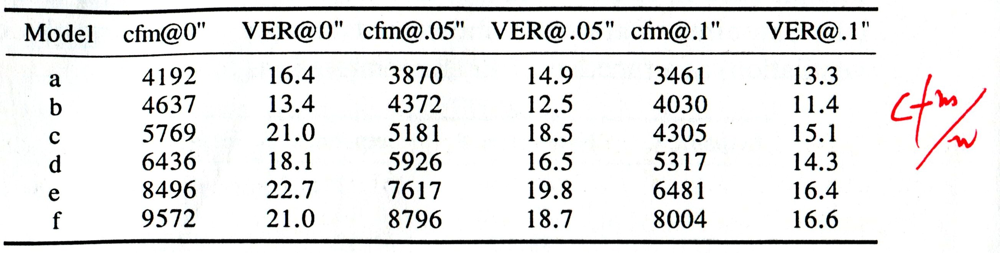 Model cfm@0" VER@0" cfm@.05" VER@.05" cfm@.1" VER@.1"
a 4192 16.4 3870 14.9 3461 13.3
b 4637 13.4 4372 12.5 4030 11.4
c 5769 21.0 5181 18.5 4305 15.1
d 6436 18.1 5926 16.5 5317 14.3
e 8496 22.7 7617 19.8 6481 16.4
f 9572 21.0 8796 18.7 8004 16.6
cfm/w